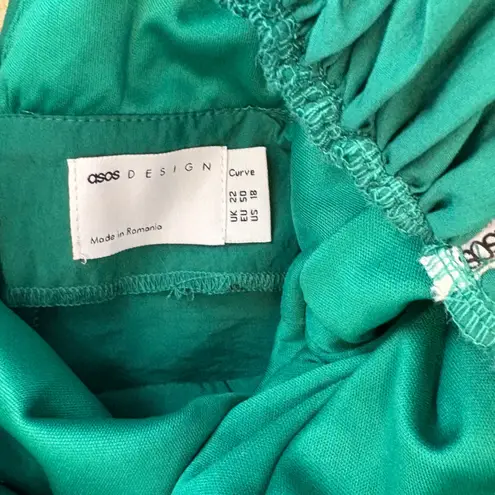 asos DESIGN
Made in Romania
Curve
UK 22
EU 50
US 18